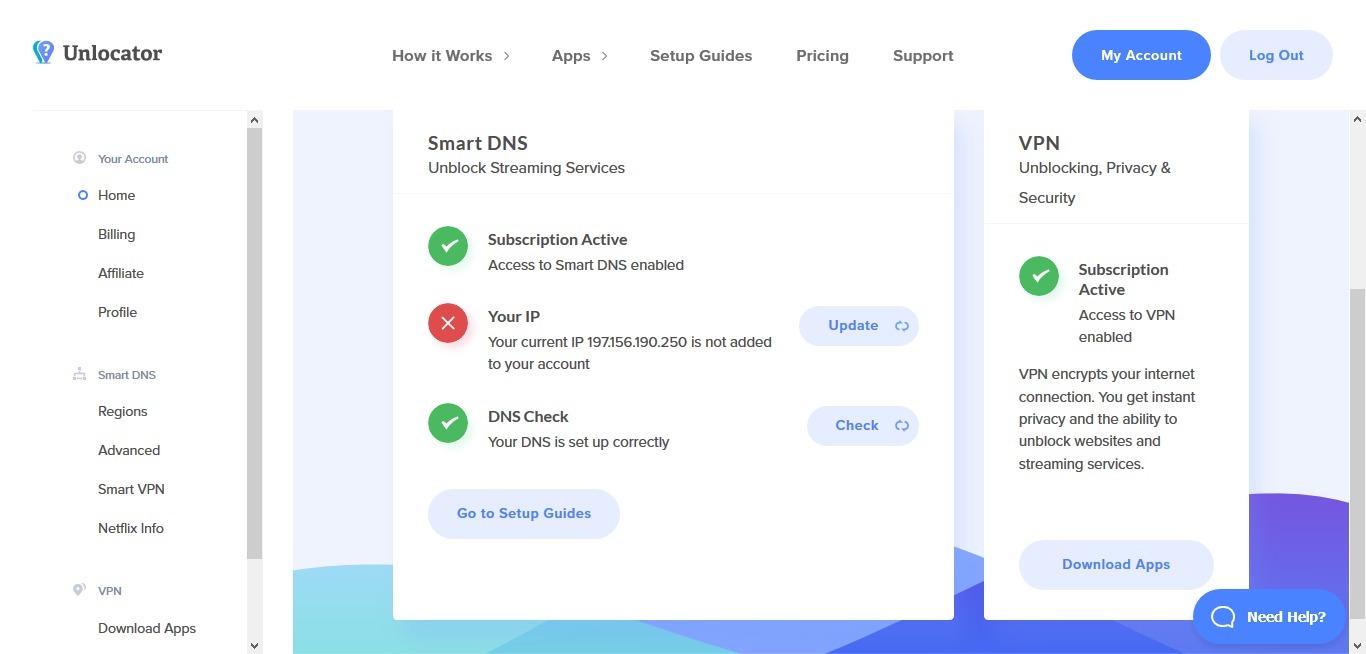 Unlocator
How it Works
Apps
Setup Guides
Pricing
Support
My Account
Log Out
Your Account
Home
Billing
Affiliate
Profile
Smart DNS
Regions
Advanced
Smart VPN
Netflix Info
VPN
Download Apps
Smart DNS
Unblock Streaming Services
Subscription Active
Access to Smart DNS enabled
Your IP
Your current IP 197.156.190.250 is not added
to your account
Update
DNS Check
Your DNS is set up correctly
Check
Go to Setup Guides
VPN
Unblocking, Privacy &
Security
Subscription
Active
Access to VPN
enabled
VPN encrypts your internet
connection. You get instant
privacy and the ability to
unblock websites and
streaming services.
Download Apps
Need Help?